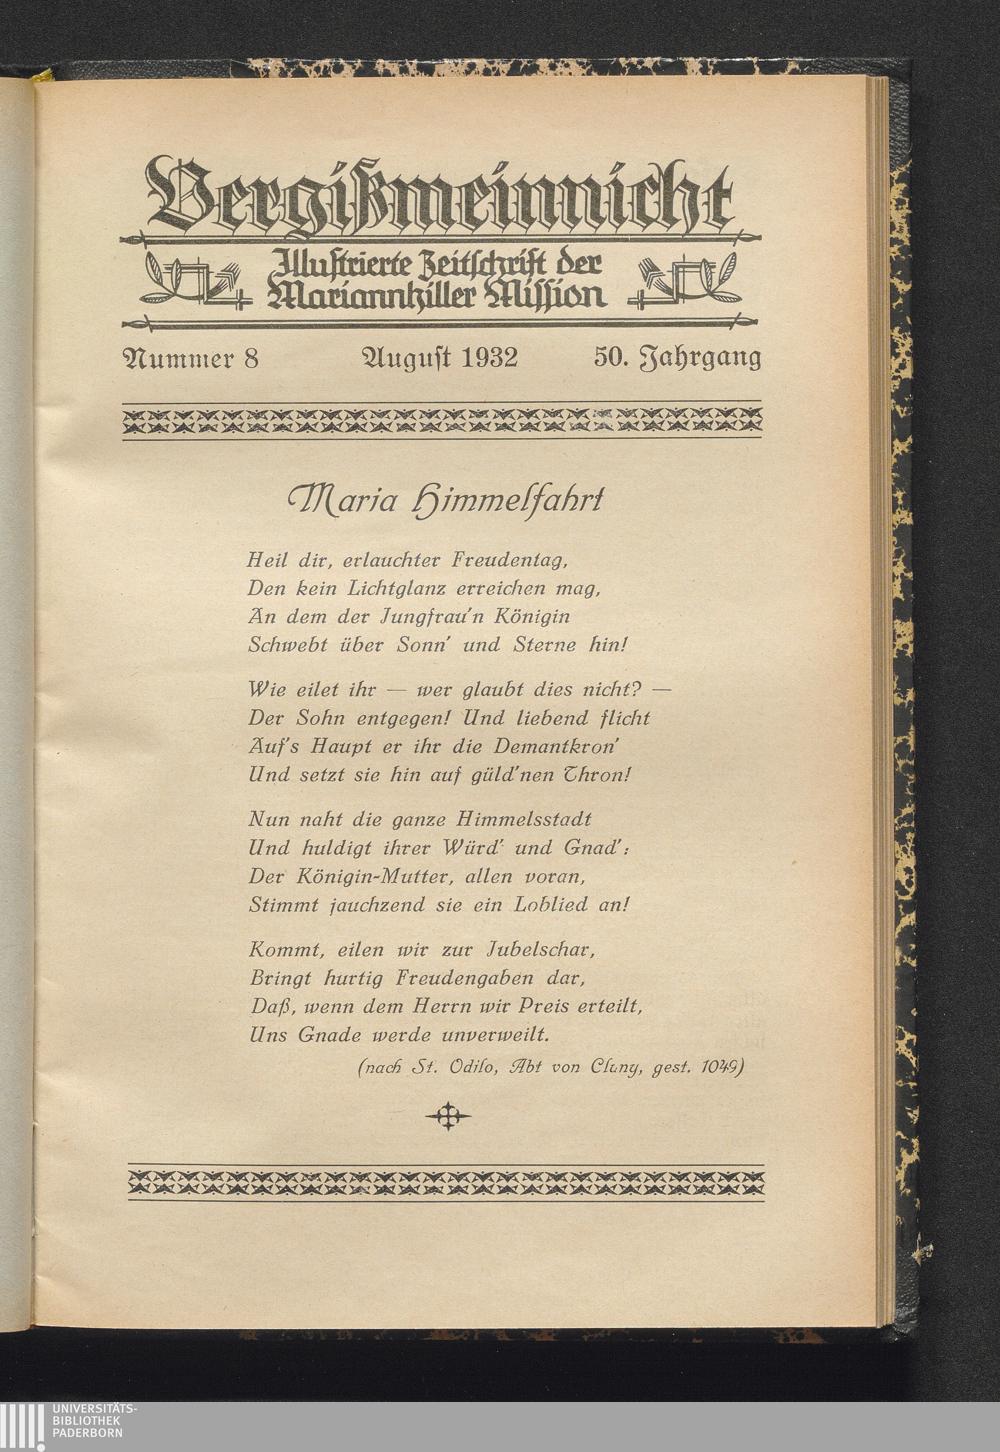 Vergißmeinnicht
Illustrierte Zeitschrift der
Mariannhiller Mission
Nummer 8 August 1932 50. Jahrgang
Maria Himmelfahrt
Heil dir, erlauchter Freudentag,
Den kein Lichtglanz erreichen mag,
An dem der Jungfrau'n Königin
Schwebt über Sonn' und Sterne hin!
Wie eilet ihr — wer glaubt dies nicht? —
Der Sohn entgegen! Und liebend flicht
Auf's Haupt er ihr die Demantkron'
Und setzt sie hin auf güld'nen Thron!
Nun naht die ganze Himmelsstadt
Und huldigt ihrer Würd' und Gnad':
Der Königin-Mutter, allen voran,
Stimmt jauchzend sie ein Loblied an!
Kommt, eilen wir zur Jubelschar,
Bringt hurtig Freudengaben dar,
Daß, wenn dem Herrn wir Preis erteilt,
Uns Gnade werde unverweilt.
(nach St. Odilo, Abt von Cluny, gest. 1049)
UNIVERSITÄTS-
BIBLIOTHEK
PADERBORN